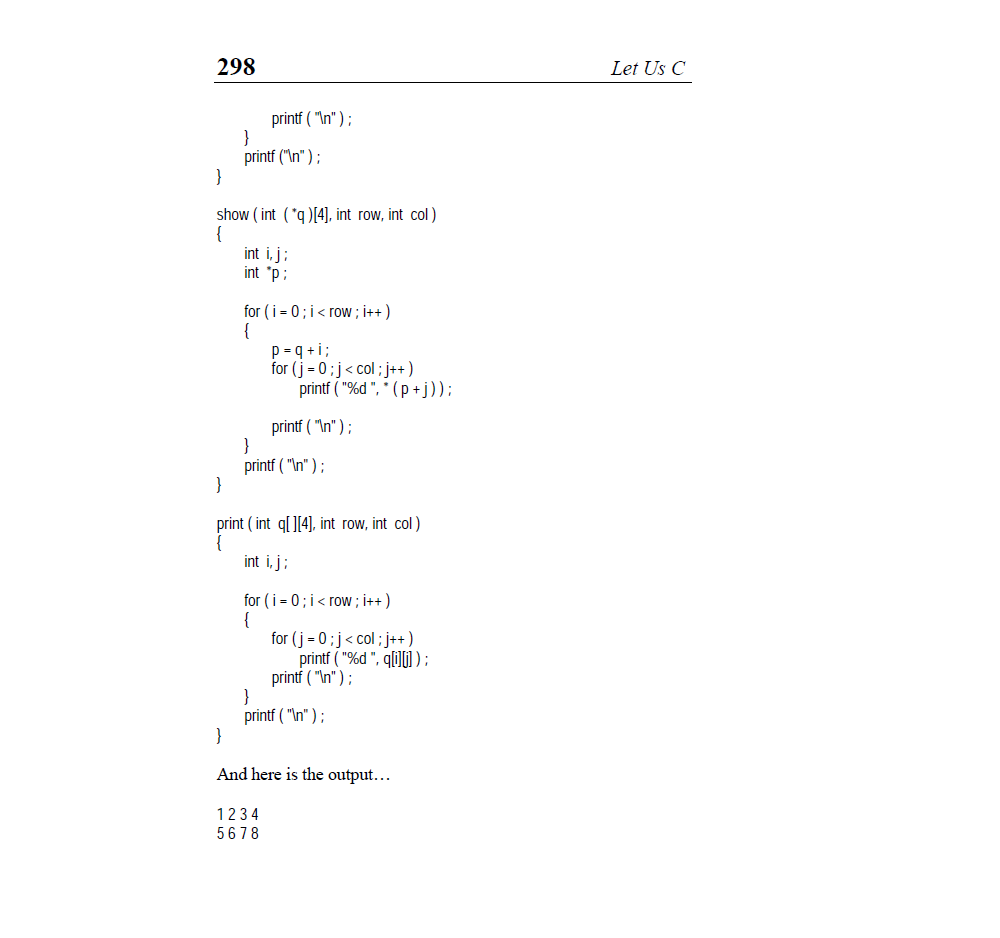 298 Let Us C
printf ( "\n" ) ;
}
printf ("\n" ) ;
}
show ( int ( *q )[4], int row, int col )
{
int i, j ;
int *p ;
for ( i = 0 ; i < row ; i++ )
{
p = q + i ;
for ( j = 0 ; j < col ; j++ )
printf ( "%d ", * ( p + j ) ) ;
printf ( "\n" ) ;
}
printf ( "\n" ) ;
}
print ( int q[ ][4], int row, int col )
{
int i, j ;
for ( i = 0 ; i < row ; i++ )
{
for ( j = 0 ; j < col ; j++ )
printf ( "%d ", q[i][j] ) ;
printf ( "\n" ) ;
}
printf ( "\n" ) ;
}
And here is the output…
1 2 3 4
5 6 7 8